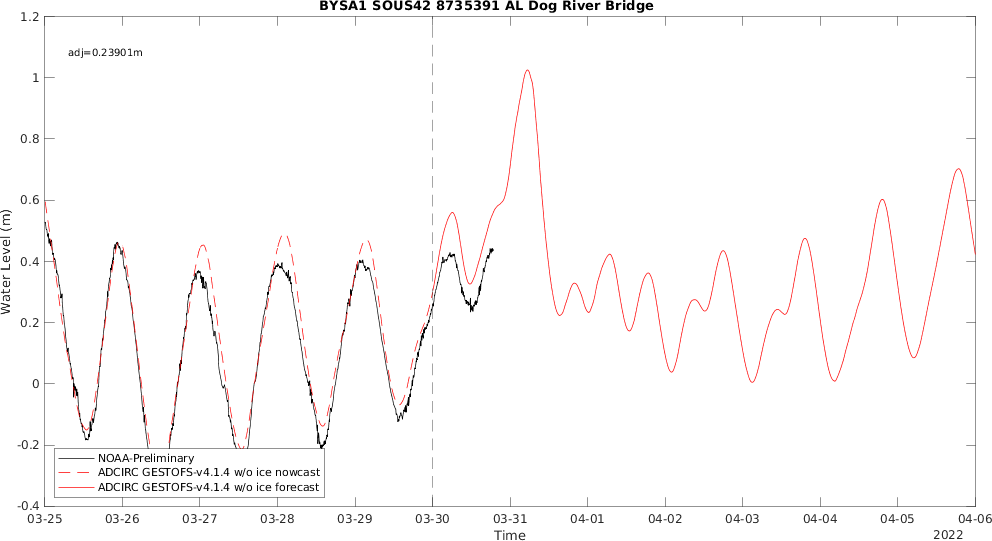 BYSA1 SOUS42 8735391 AL Dog River Bridge
adj=0.23901m
Water Level (m)
1.2
1
0.8
0.6
0.4
0.2
0
-0.2
-0.4
NOAA-Preliminary
ADCIRC GESTOFS-v4.1.4 w/o ice nowcast
ADCIRC GESTOFS-v4.1.4 w/o ice forecast
03-25 03-26 03-27 03-28 03-29 03-30 03-31 04-01 04-02 04-03 04-04 04-05 04-06
Time
2022